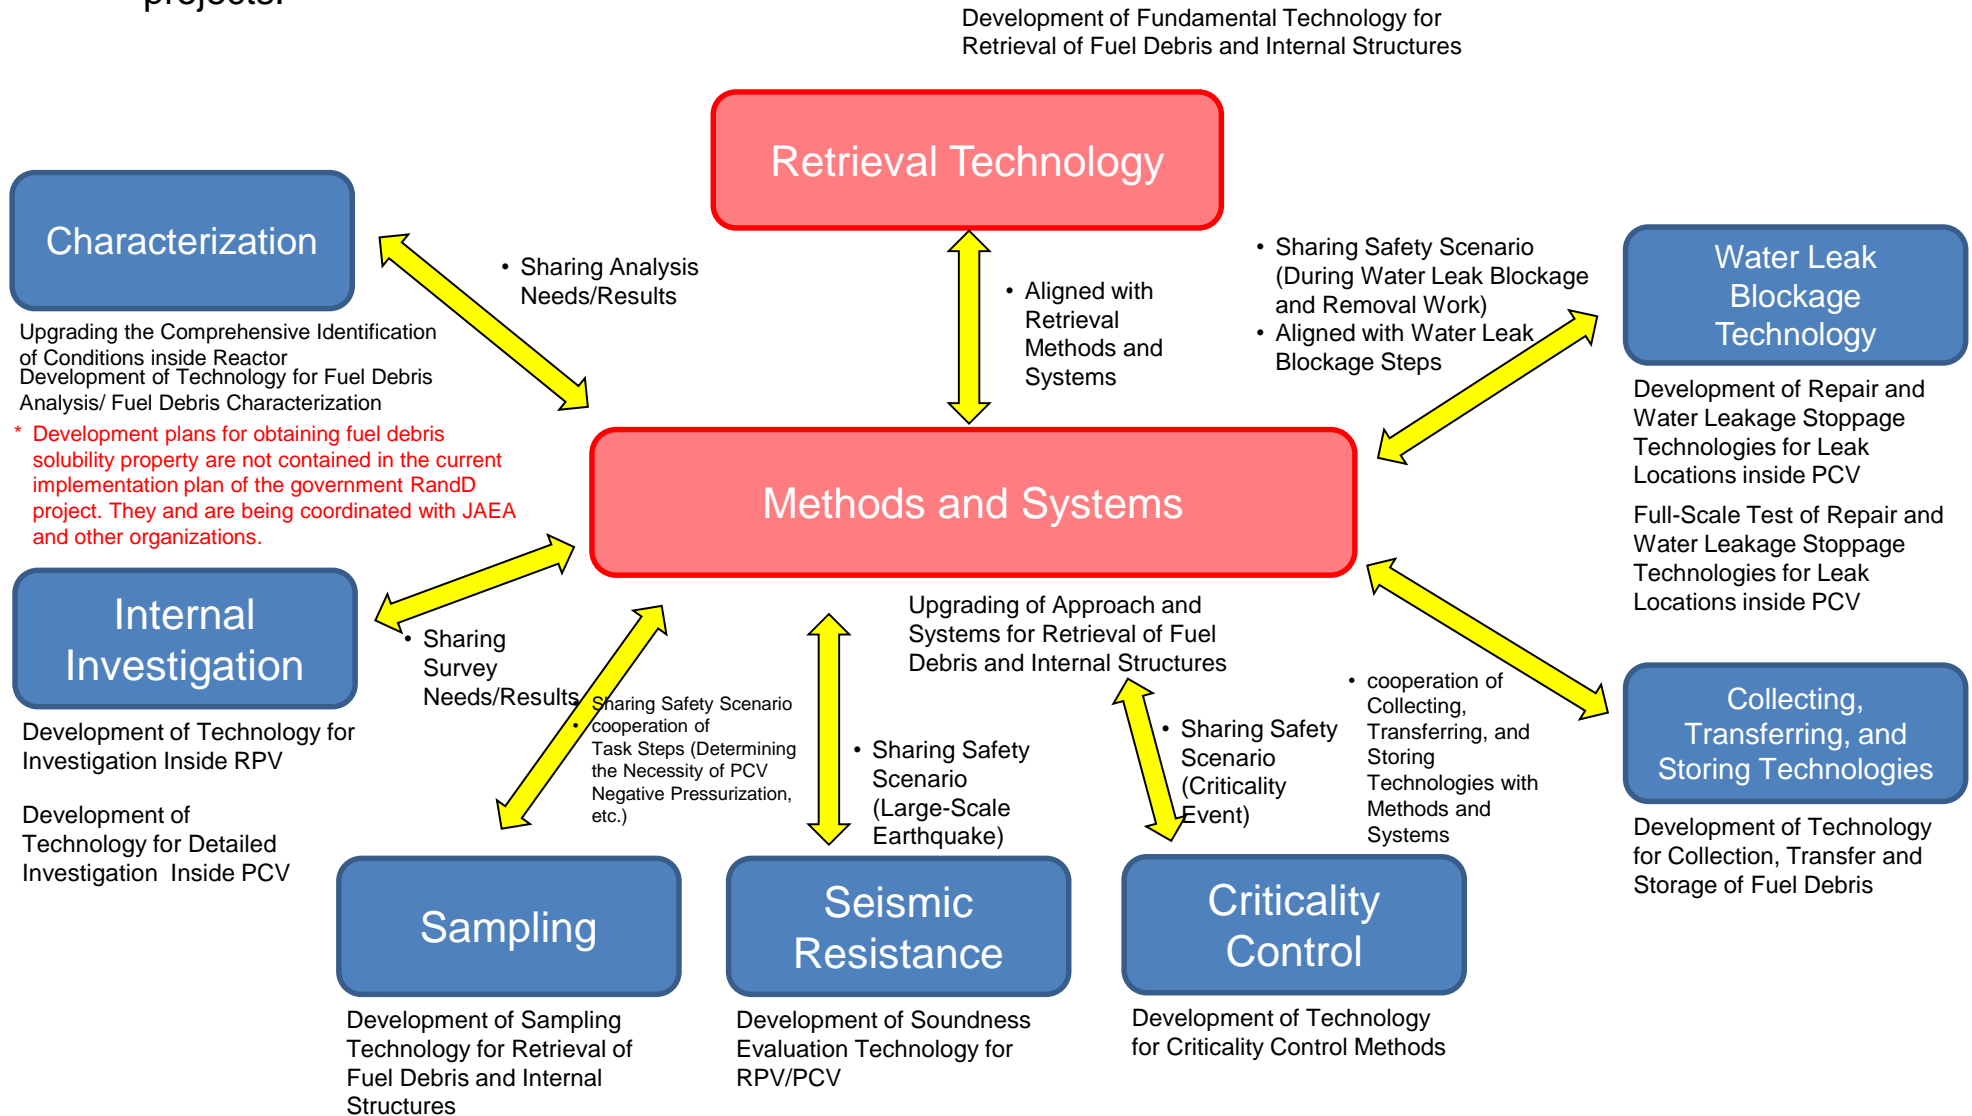 projects.
Development of Fundamental Technology for
Retrieval of Fuel Debris and Internal Structures
Retrieval Technology
Characterization
• Sharing Analysis
Needs/Results
• Aligned with
Retrieval
Methods and
Systems
• Sharing Safety Scenario
(During Water Leak Blockage
and Removal Work)
• Aligned with Water Leak
Blockage Steps
Water Leak
Blockage
Technology
Upgrading the Comprehensive Identification
of Conditions inside Reactor
Development of Technology for Fuel Debris
Analysis/ Fuel Debris Characterization
* Development plans for obtaining fuel debris
solubility property are not contained in the current
implementation plan of the government RandD
project. They and are being coordinated with JAEA
and other organizations.
Methods and Systems
Development of Repair and
Water Leakage Stoppage
Technologies for Leak
Locations inside PCV
Full-Scale Test of Repair and
Water Leakage Stoppage
Technologies for Leak
Locations inside PCV
Internal
Investigation
• Sharing
Survey
Needs/Results
Upgrading of Approach and
Systems for Retrieval of Fuel
Debris and Internal Structures
Development of Technology for
Investigation Inside RPV
Development of
Technology for Detailed
Investigation Inside PCV
• Sharing Safety Scenario
• cooperation of
Task Steps (Determining
the Necessity of PCV
Negative Pressurization,
etc.)
• Sharing Safety
Scenario
(Large-Scale
Earthquake)
• Sharing Safety
Scenario
(Criticality
Event)
• cooperation of
Collecting,
Transferring, and
Storing
Technologies with
Methods and
Systems
Collecting,
Transferring, and
Storing Technologies
Development of Technology
for Collection, Transfer and
Storage of Fuel Debris
Sampling
Seismic
Resistance
Criticality
Control
Development of Sampling
Technology for Retrieval of
Fuel Debris and Internal
Structures
Development of Soundness
Evaluation Technology for
RPV/PCV
Development of Technology
for Criticality Control Methods